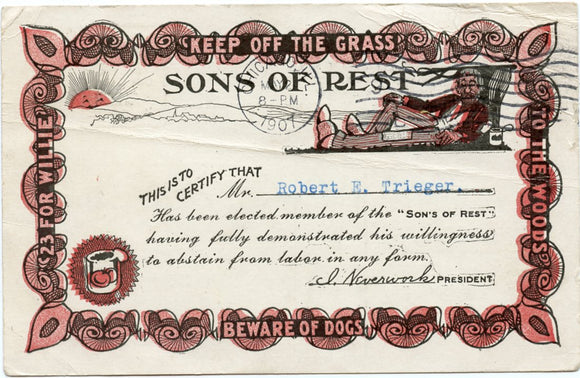 KEEP OFF THE GRASS
SONS OF REST
MAY
8-PM
1907
THIS IS TO
CERTIFY THAT
Mr. Robert E. Trieger.
Has been elected member of the "SON'S OF REST"
having fully demonstrated his willingness
to abstain from labor in any form.
I. Neverwork PRESIDENT
23 FOR WILLIE
TO THE WOODS
BEWARE OF DOGS